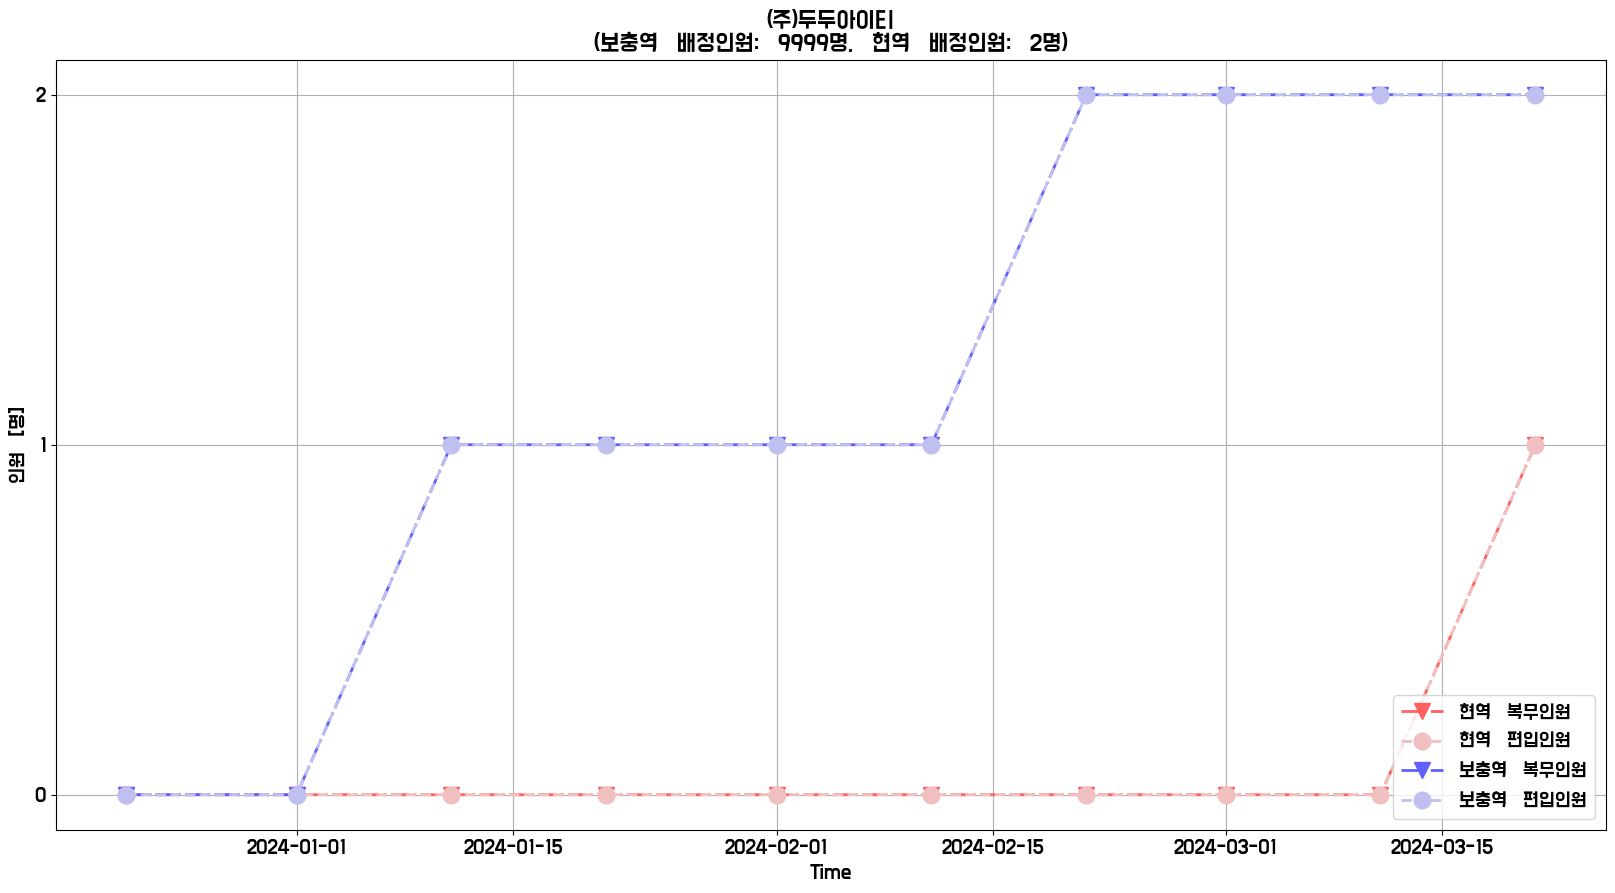 (주)두두아이티
(보충역 배정인원: 9999명, 현역 배정인원: 2명)
인원 [명]
2
1
0
현역 복무인원
현역 편입인원
보충역 복무인원
보충역 편입인원
2024-01-01
2024-01-15
2024-02-01
2024-02-15
2024-03-01
2024-03-15
Time